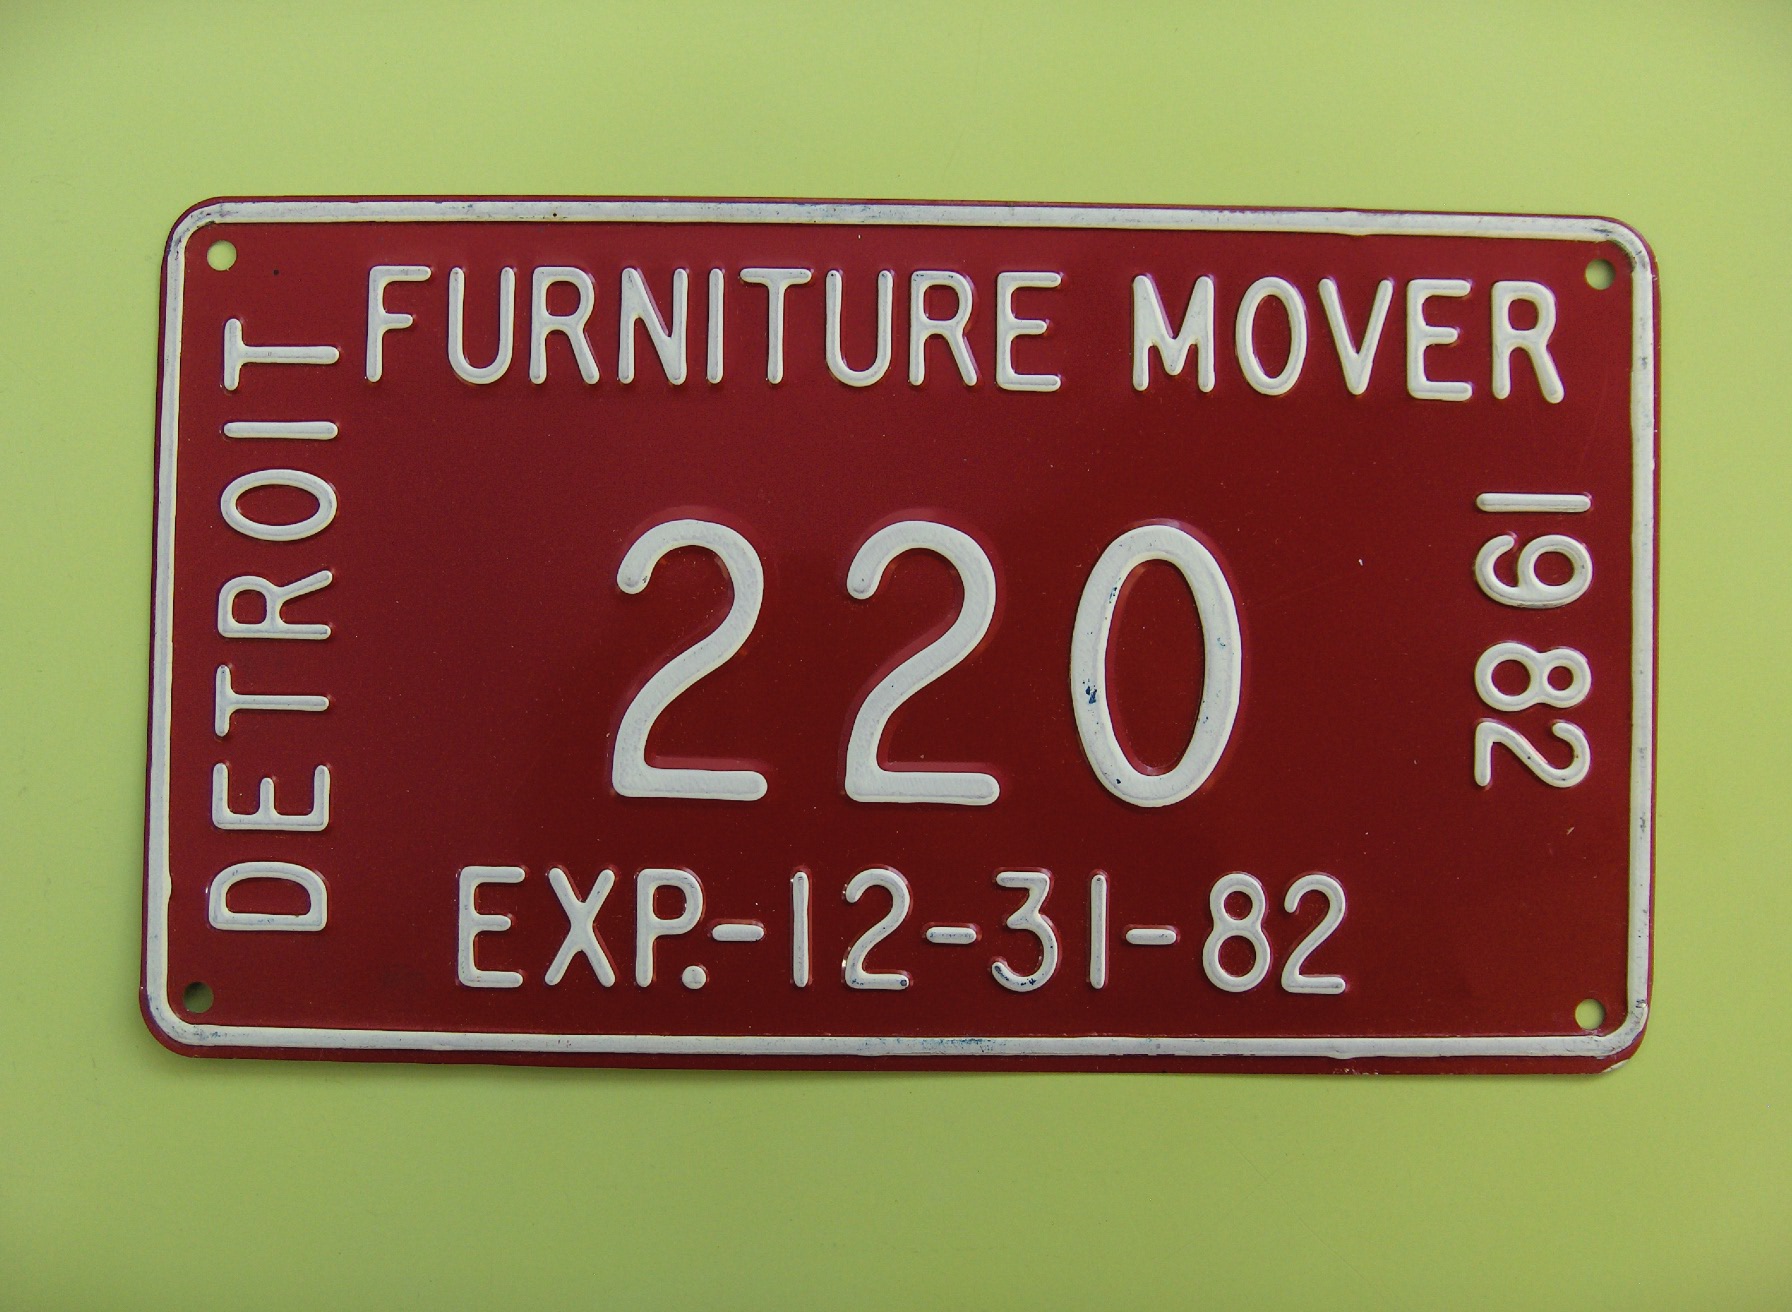 FURNITURE MOVER
DETROIT
220
1982
EXP.-12-31-82